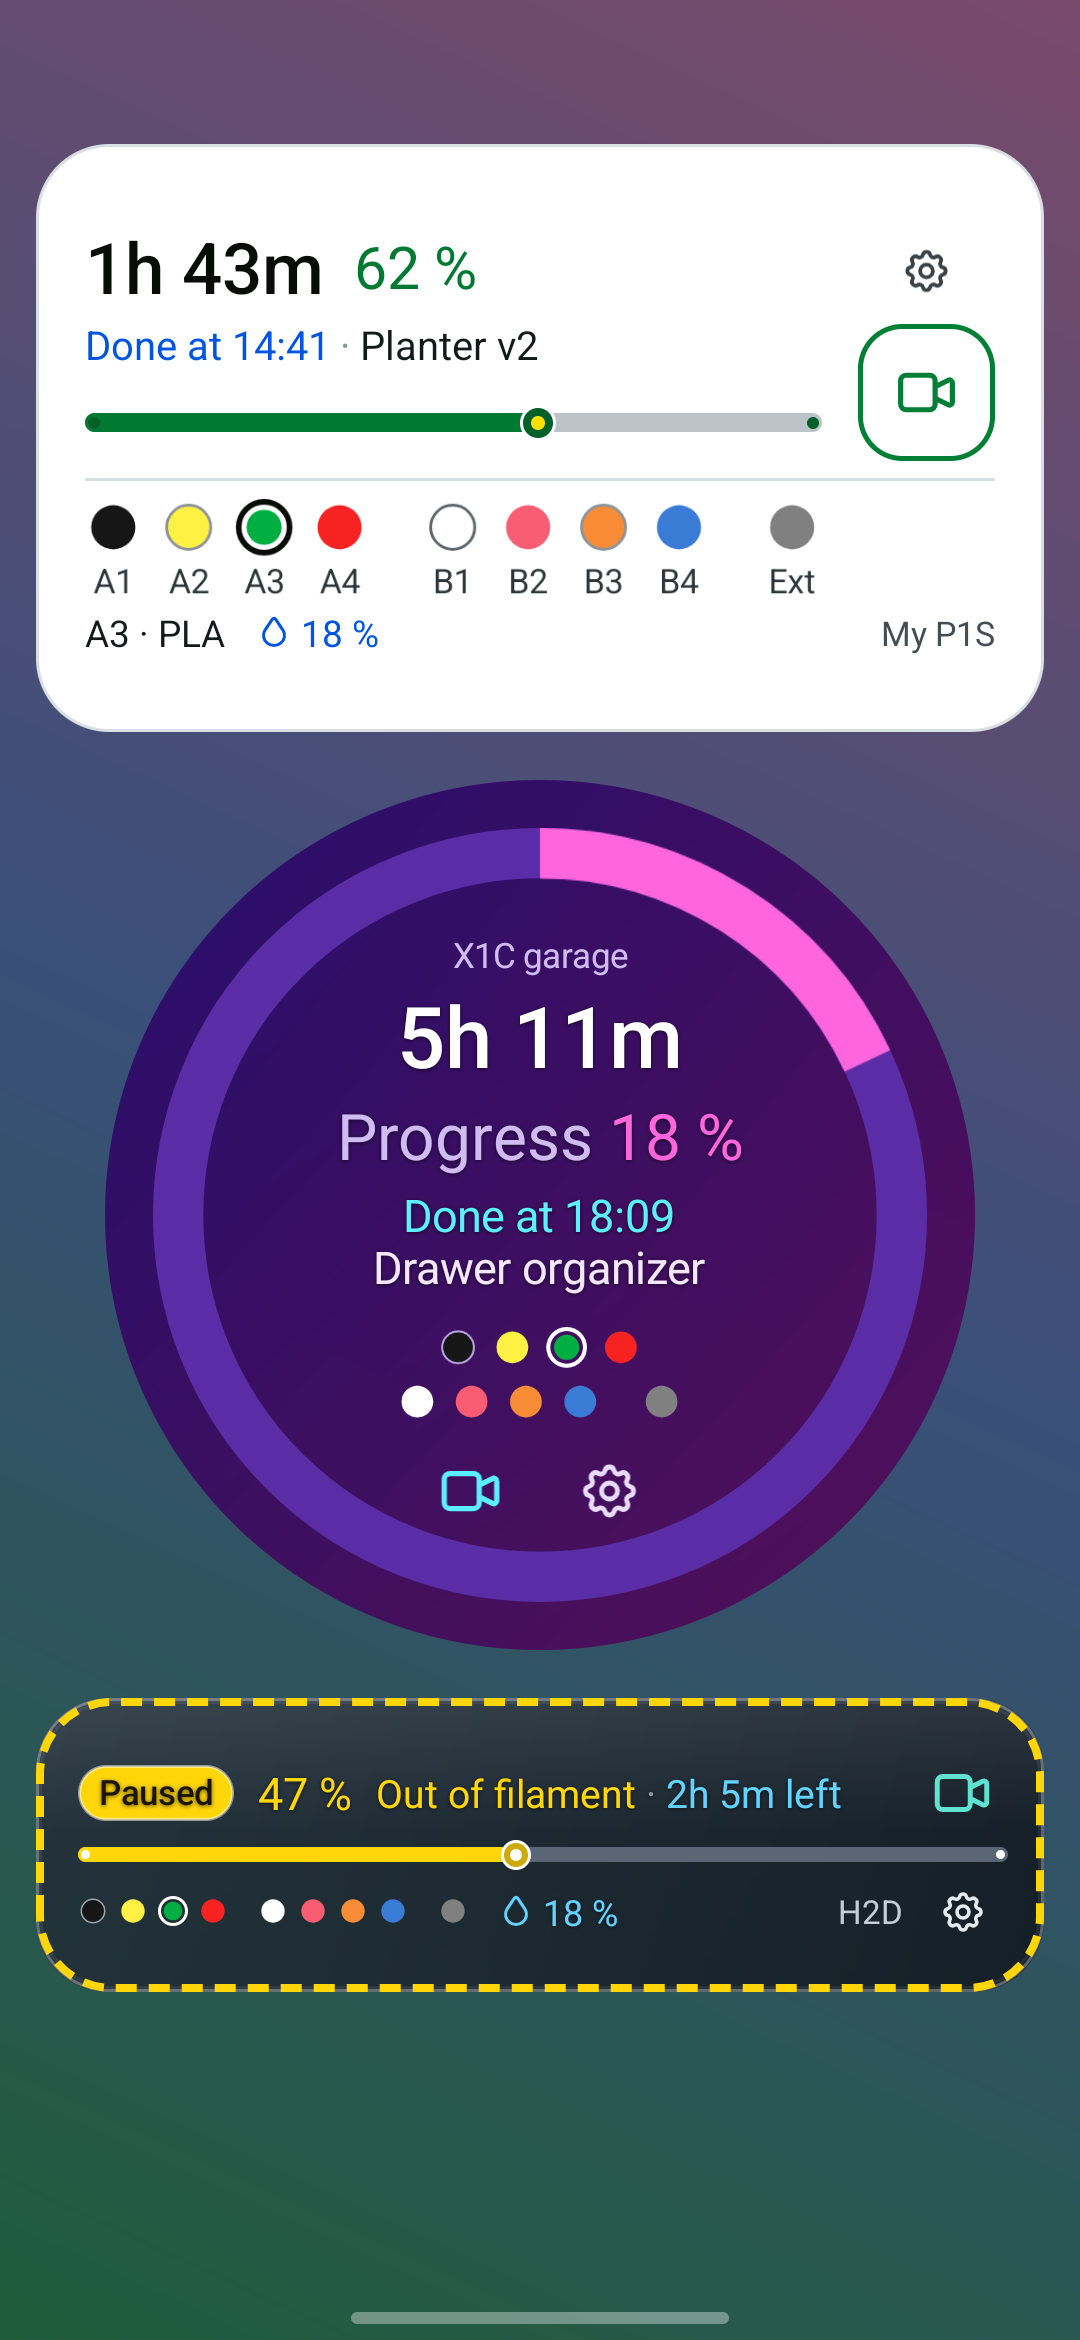 1h 43m 62 %
Done at 14:41 · Planter v2
A1 A2 A3 A4 B1 B2 B3 B4 Ext
A3 · PLA 18 % My P1S
X1C garage
5h 11m
Progress 18 %
Done at 18:09
Drawer organizer
Paused 47 % Out of filament · 2h 5m left
18 % H2D